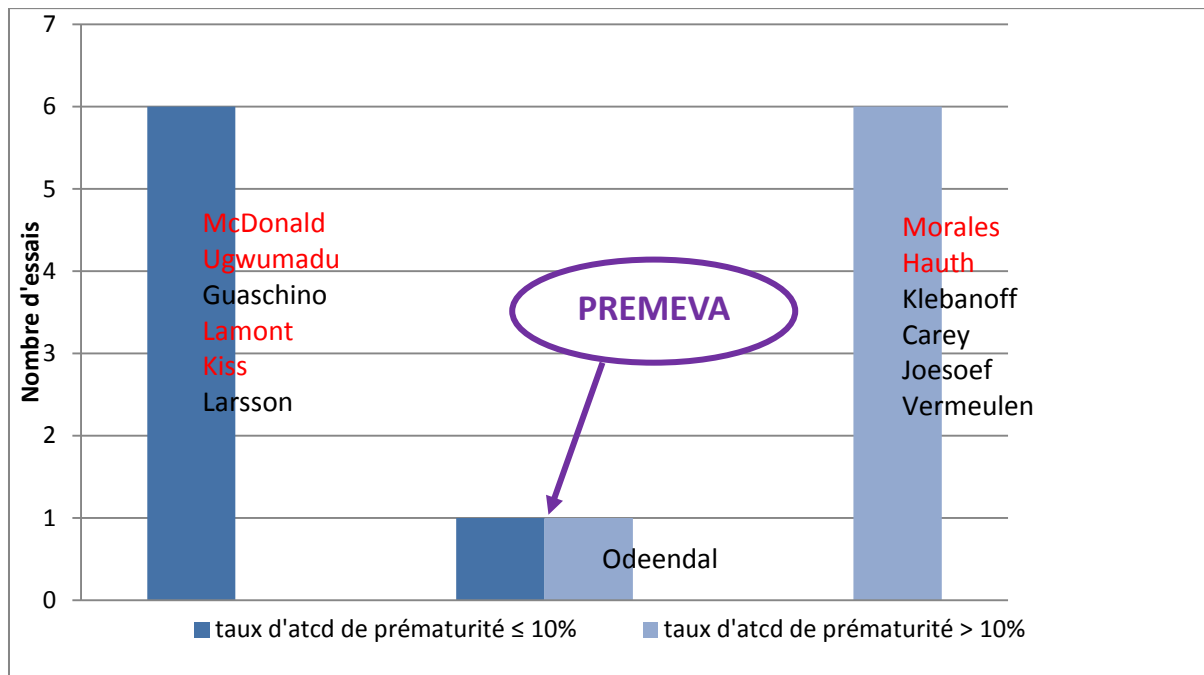 Nombre d'essais
7
6
5
4
3
2
1
0
McDonald
Ugwumadu
Guaschino
Lamont
Kiss
Larsson
PREMEVA
Odeendal
Morales
Hauth
Klebanoff
Carey
Joesoef
Vermeulen
taux d'atcd de prématurité ≤ 10%
taux d'atcd de prématurité > 10%